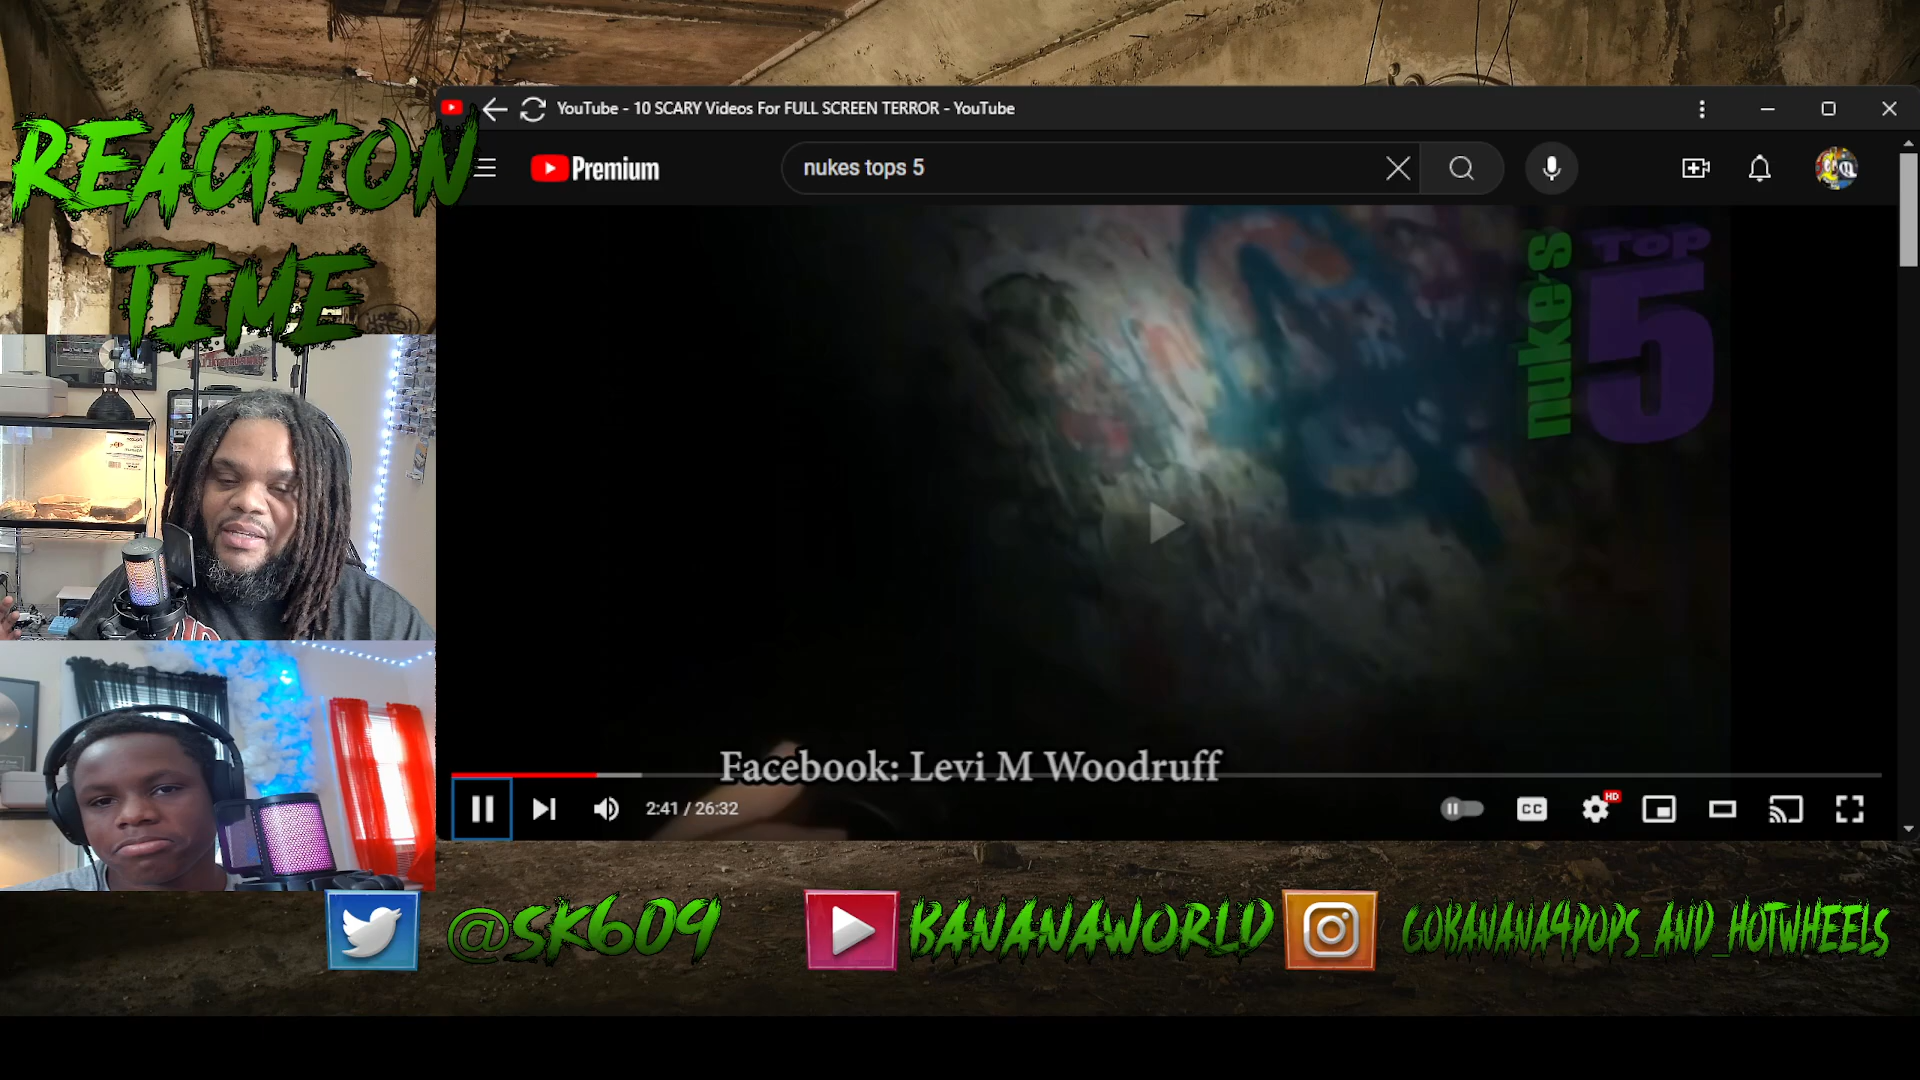 REACTION
TIME
YouTube - 10 SCARY Videos For FULL SCREEN TERROR - YouTube
Premium
nukes tops 5
nuke's
TOP
5
Facebook: Levi M Woodruff
2:41 / 26:32
CC
HD
@SK609
BANANAWORLD
GOBANANA4POPS_AND_HOTWHEELS